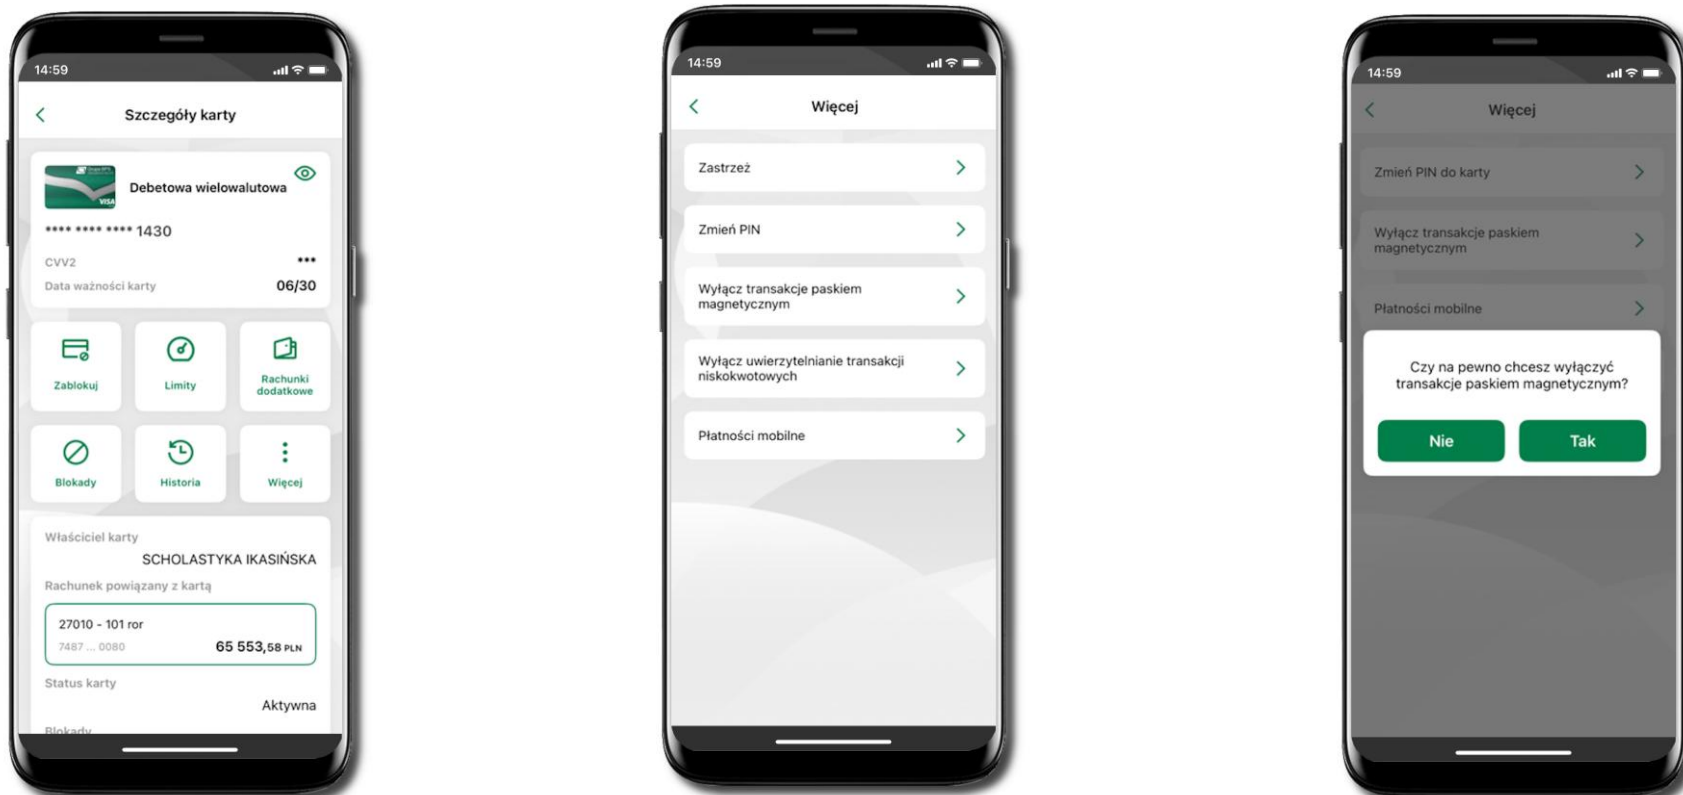 14:59
Szczegóły karty
Debetowa wielowalutowa
VISA
**** **** **** 1430
CVV2 ***
Data ważności karty 06/30
Zablokuj
Limity
Rachunki
dodatkowe
Blokady
Historia
Więcej
Właściciel karty
SCHOLASTYKA IKASIŃSKA
Rachunek powiązany z kartą
27010 - 101 ror
7487 ... 0080 65 553,58 PLN
Status karty
Aktywna
Blokady
14:59
Więcej
Zastrzeż
Zmień PIN
Wyłącz transakcje paskiem
magnetycznym
Wyłącz uwierzytelnianie transakcji
niskokwotowych
Płatności mobilne
14:59
Więcej
Zmień PIN do karty
Wyłącz transakcje paskiem
magnetycznym
Płatności mobilne
Czy na pewno chcesz wyłączyć
transakcje paskiem magnetycznym?
Nie
Tak